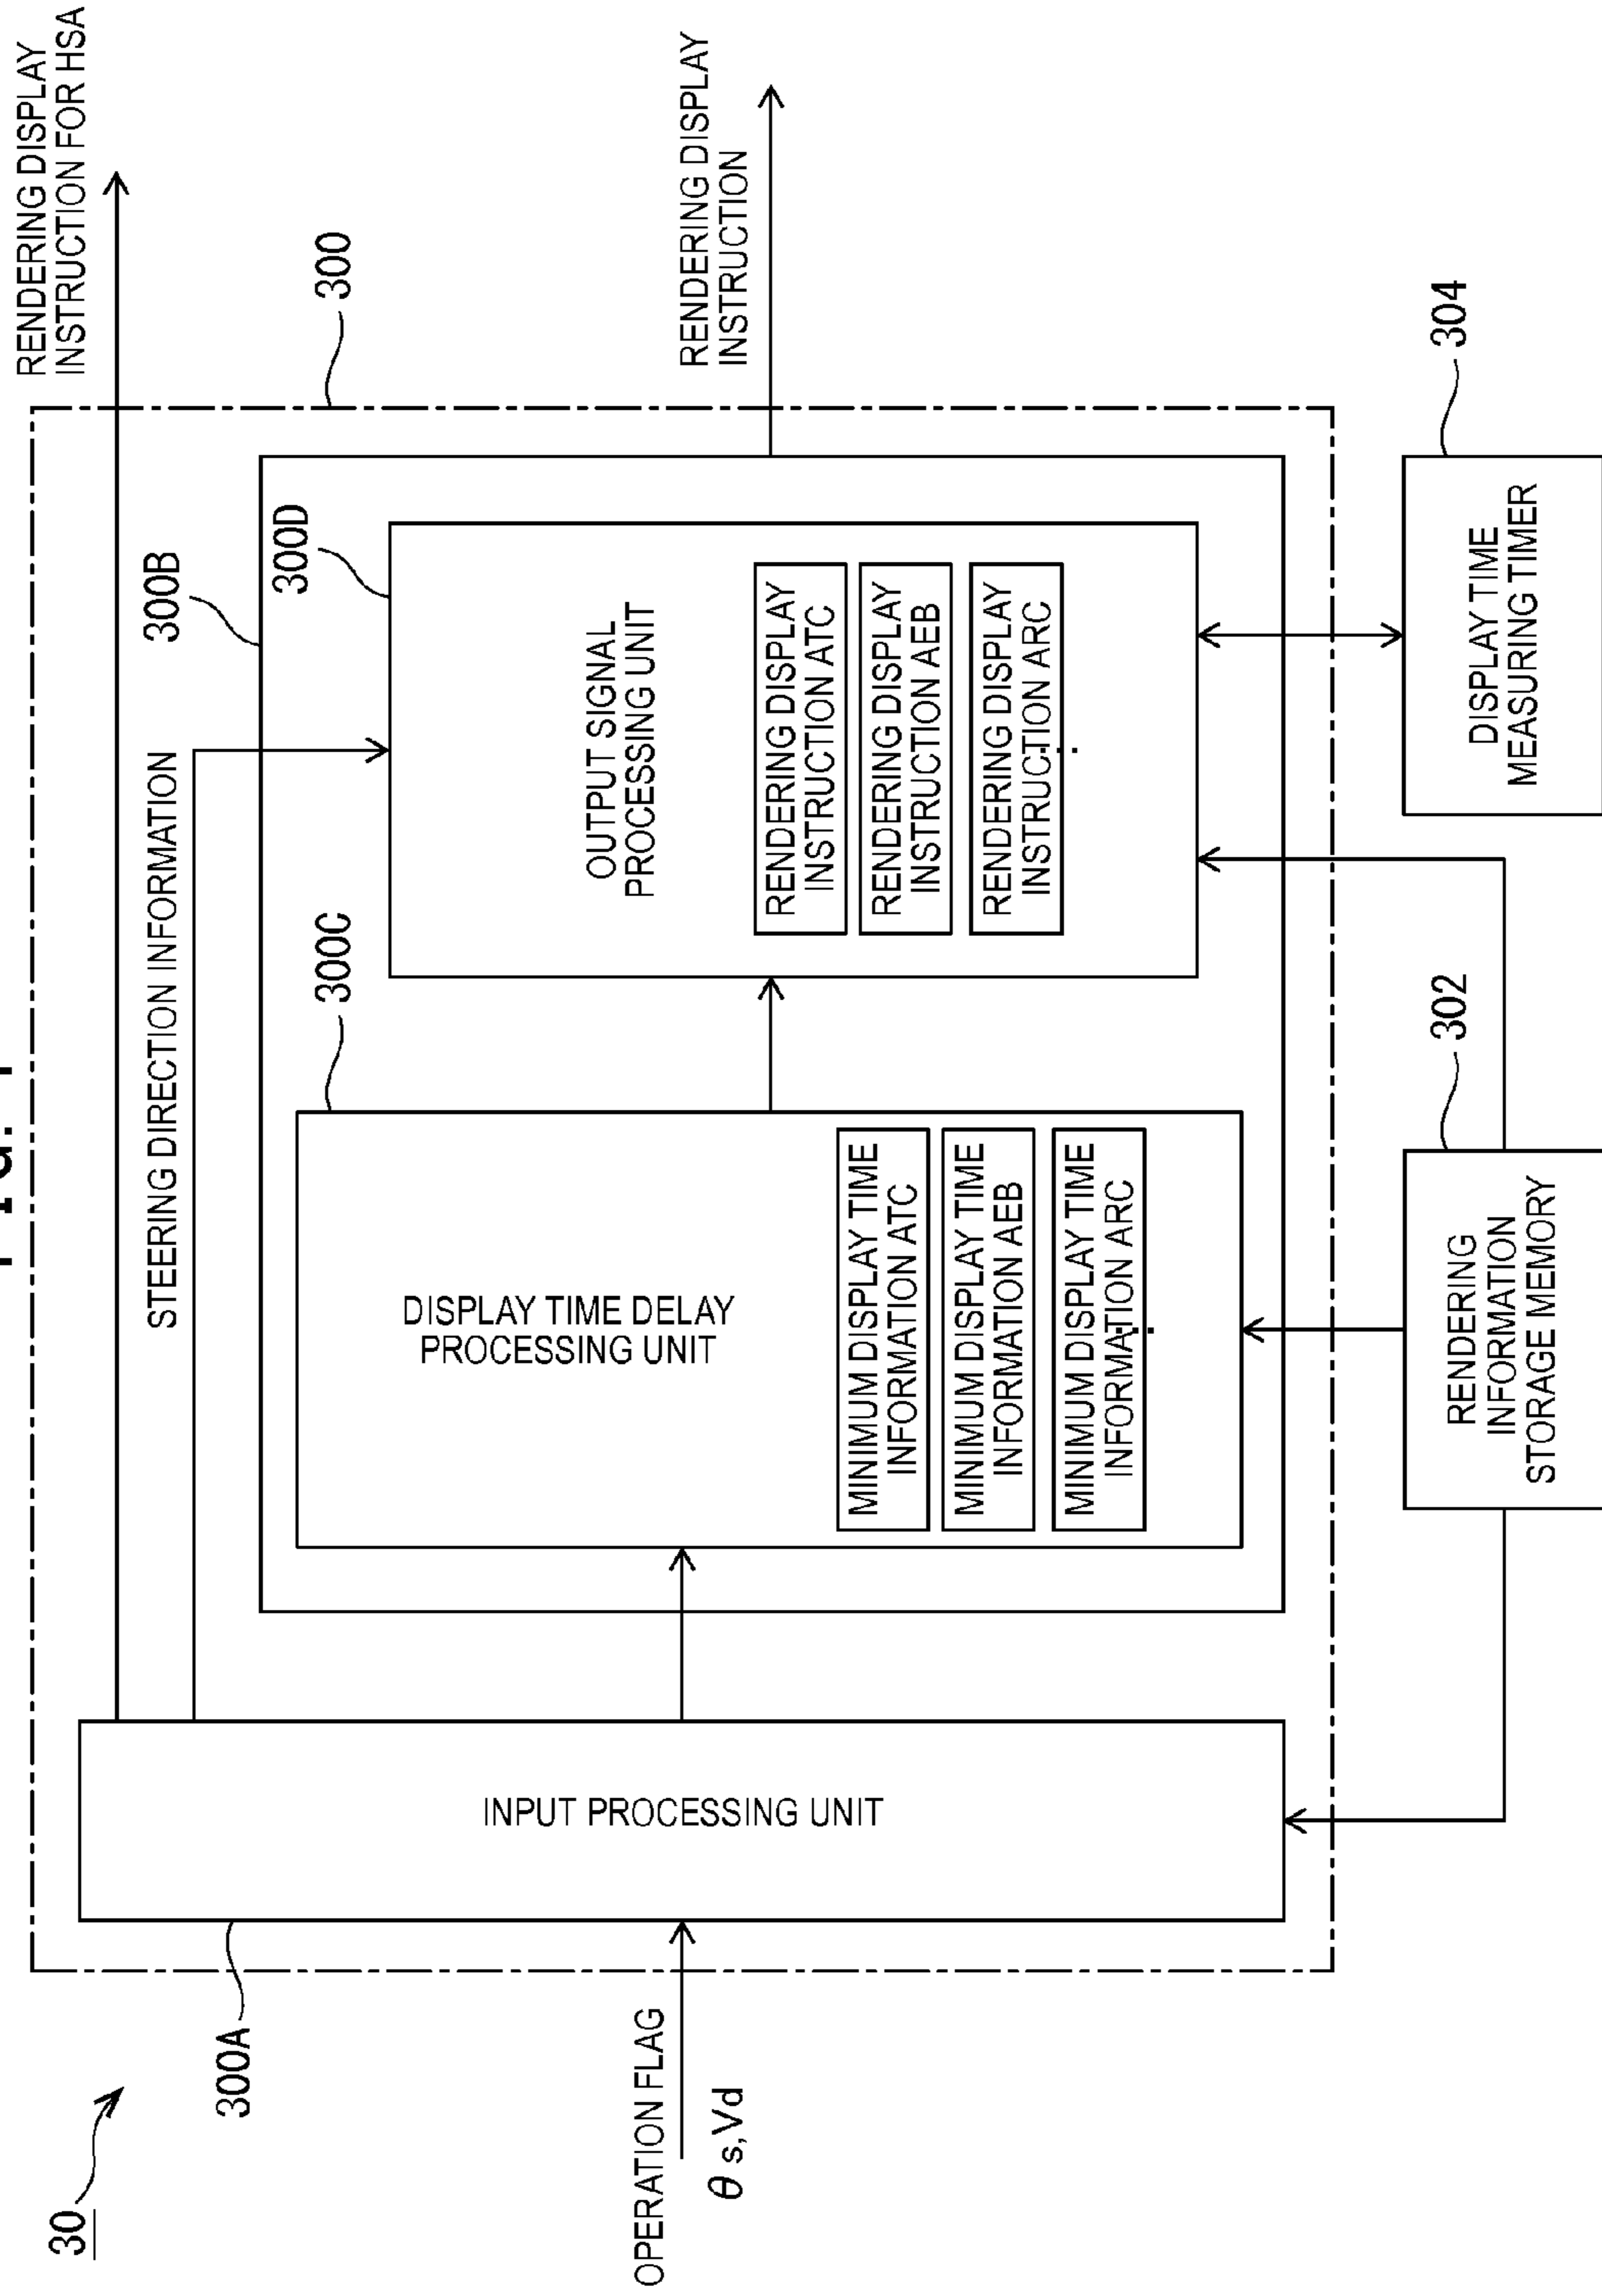 30
300A
OPERATION FLAG
θ s,Vd
INPUT PROCESSING UNIT
STEERING DIRECTION INFORMATION
RENDERING DISPLAY
INSTRUCTION FOR HSA
300
300B
300C
DISPLAY TIME DELAY
PROCESSING UNIT
MINIMUM DISPLAY TIME
INFORMATION ATC
MINIMUM DISPLAY TIME
INFORMATION AEB
MINIMUM DISPLAY TIME
INFORMATION ARC
...
300D
OUTPUT SIGNAL
PROCESSING UNIT
RENDERING DISPLAY
INSTRUCTION ATC
RENDERING DISPLAY
INSTRUCTION AEB
RENDERING DISPLAY
INSTRUCTION ARC
...
RENDERING DISPLAY
INSTRUCTION
302
RENDERING
INFORMATION
STORAGE MEMORY
304
DISPLAY TIME
MEASURING TIMER